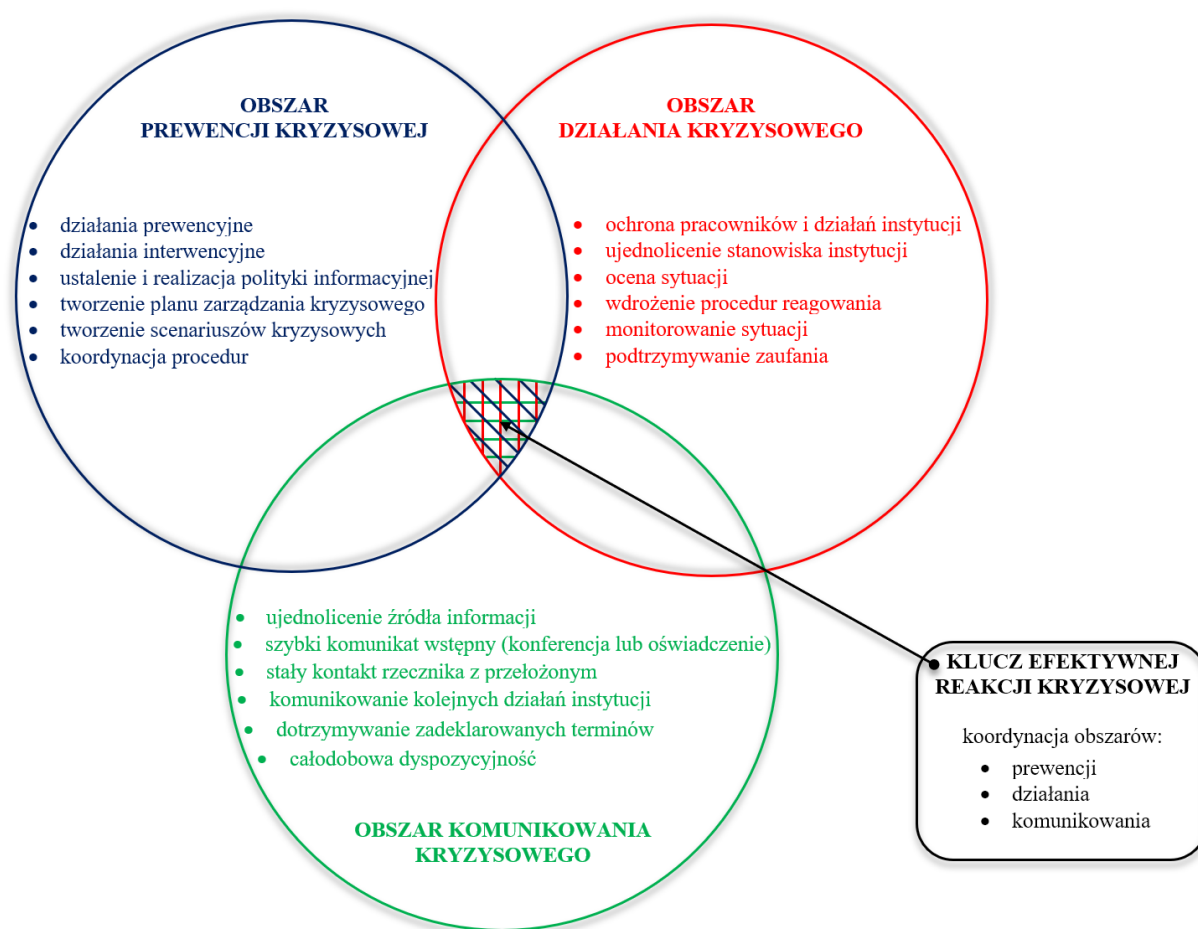 OBSZAR
PREWENCJI KRYZYSOWEJ
• działania prewencyjne
• działania interwencyjne
• ustalenie i realizacja polityki informacyjnej
• tworzenie planu zarządzania kryzysowego
• tworzenie scenariuszów kryzysowych
• koordynacja procedur
OBSZAR
DZIAŁANIA KRYZYSOWEGO
• ochrona pracowników i działań instytucji
• ujednolicenie stanowiska instytucji
• ocena sytuacji
• wdrożenie procedur reagowania
• monitorowanie sytuacji
• podtrzymywanie zaufania
• ujednolicenie źródła informacji
• szybki komunikat wstępny (konferencja lub oświadczenie)
• stały kontakt rzecznika z przełożonym
• komunikowanie kolejnych działań instytucji
• dotrzymywanie zadeklarowanych terminów
• całodobowa dyspozycyjność
OBSZAR KOMUNIKOWANIA
KRYZYSOWEGO
KLUCZ EFEKTYWNEJ
REAKCJI KRYZYSOWEJ
koordynacja obszarów:
• prewencji
• działania
• komunikowania